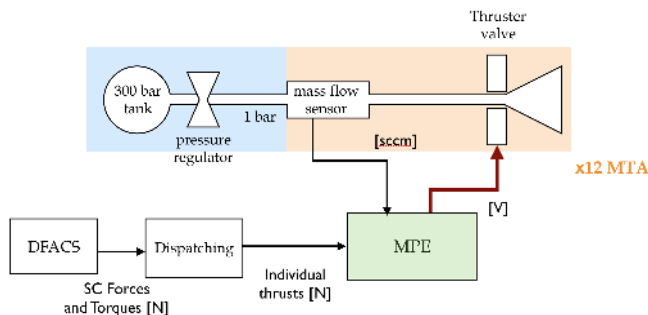 Thruster
valve
300 bar
tank
mass flow
sensor
1 bar
pressure
regulator
[sccm]
x12 MTA
[V]
DFACS
Dispatching
MPE
SC Forces
and Torques [N]
Individual
thrusts [N]